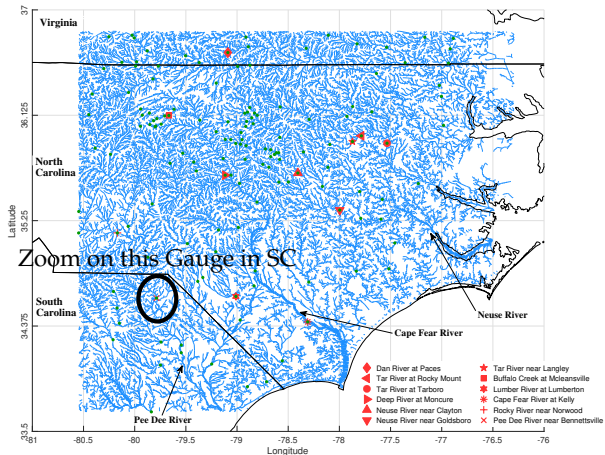 37
Virginia
36.125
North
Carolina
Latitude
35.25
Zoom on this Gauge in SC
South
Carolina
34.375
Neuse River
Cape Fear River
Pee Dee River
Dan River at Paces
Tar River at Rocky Mount
Tar River at Tarboro
Deep River at Moncure
Neuse River near Clayton
Neuse River near Goldsboro
Tar River near Langley
Buffalo Creek at Mcleansville
Lumber River at Lumberton
Cape Fear River at Kelly
Rocky River near Norwood
Pee Dee River near Bennettsville
33.5
-81 -80.5 -80 -79.5 -79 -78.5 -78 -77.5 -77 -76.5 -76
Longitude